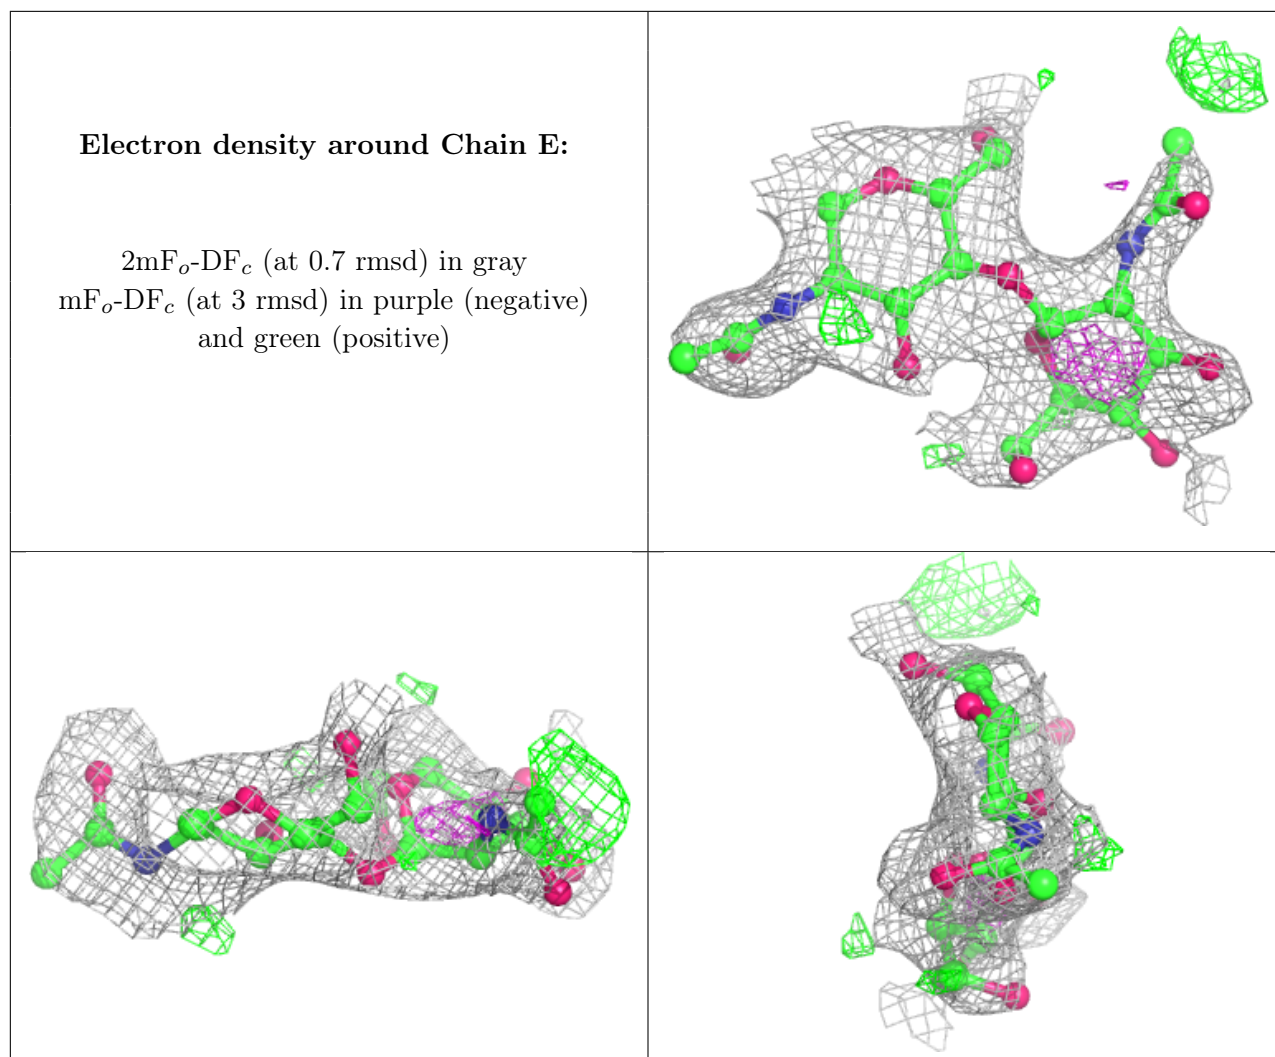 Electron density around Chain E:
2mFₒ-DF𝒸 (at 0.7 rmsd) in gray
mFₒ-DF𝒸 (at 3 rmsd) in purple (negative)
and green (positive)